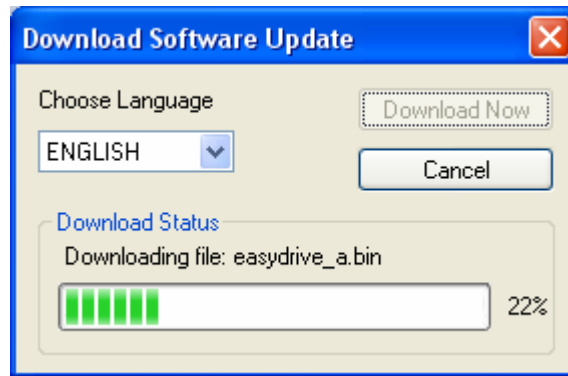 Download Software Update
Choose Language
Download Now
ENGLISH
Cancel
Download Status
Downloading file: easydrive_a.bin
22%